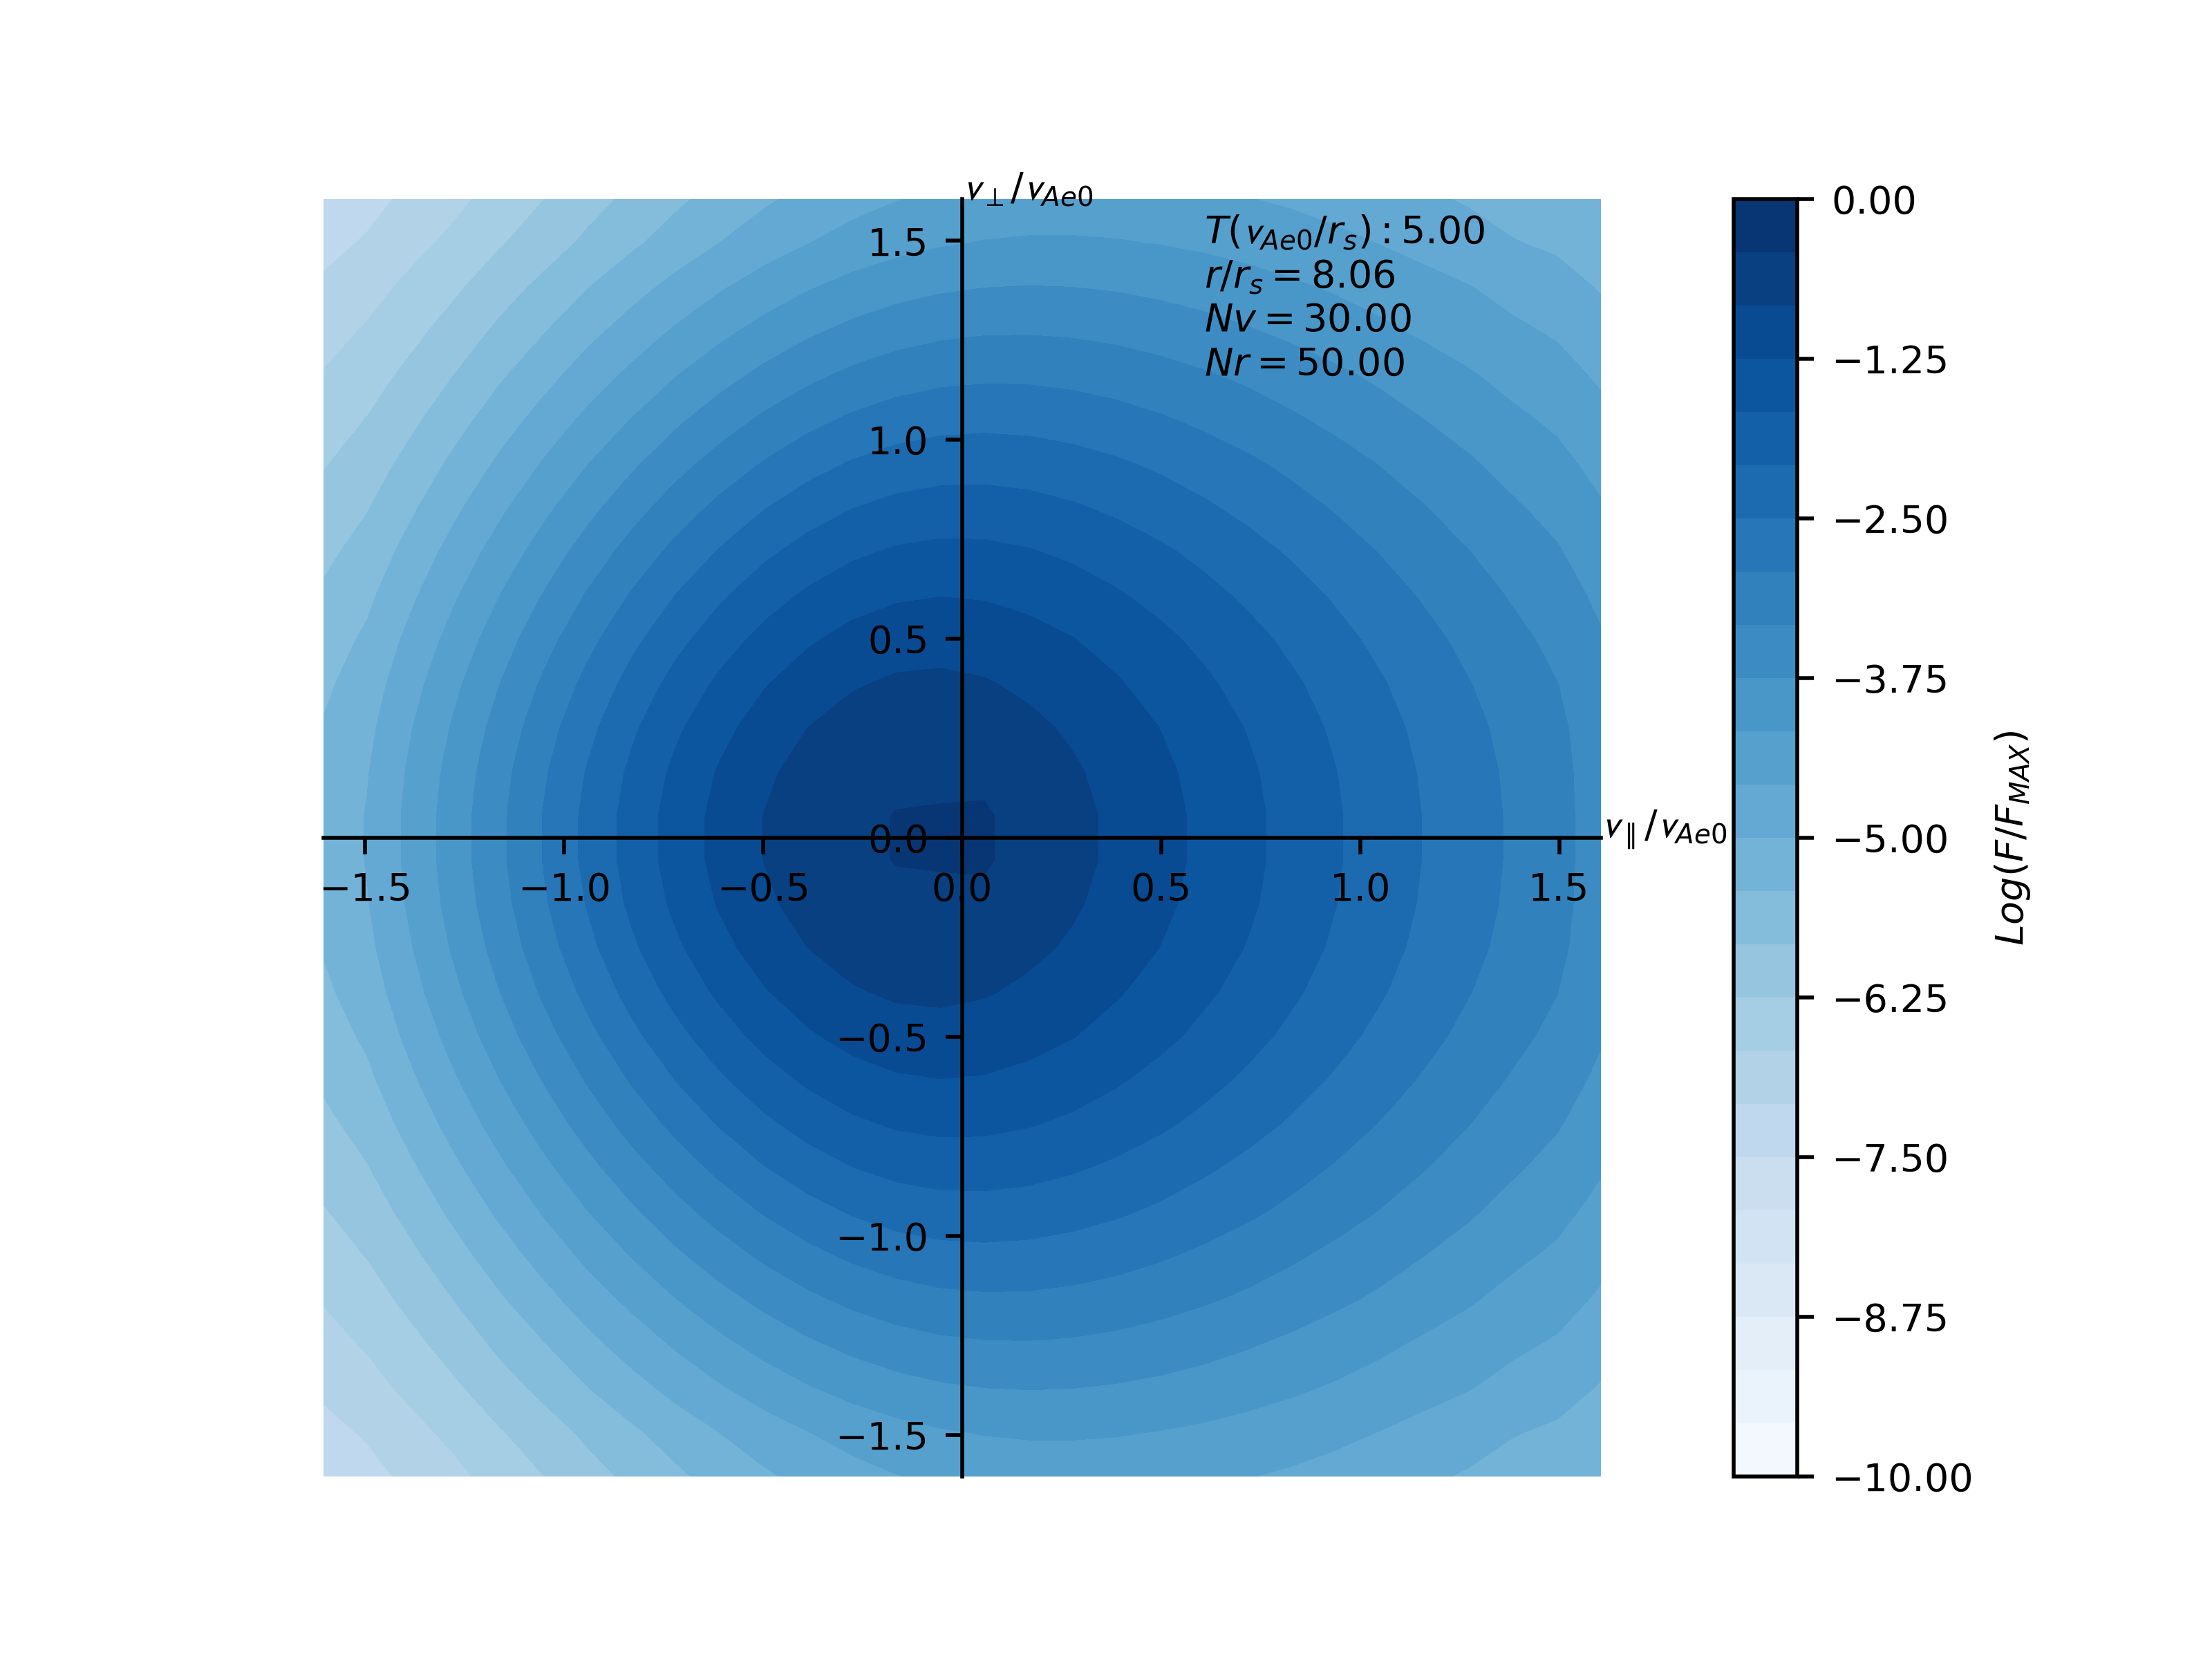 v⊥/vAe0
T(vAe0/rs):5.00
r/rs=8.06
Nv=30.00
Nr=50.00
1.5
1.0
0.5
0.0
−0.5
−1.0
−1.5
−1.5 −1.0 −0.5 0.0 0.5 1.0 1.5
v∥/vAe0
0.00
−1.25
−2.50
−3.75
−5.00
−6.25
−7.50
−8.75
−10.00
Log(F/FMAX)